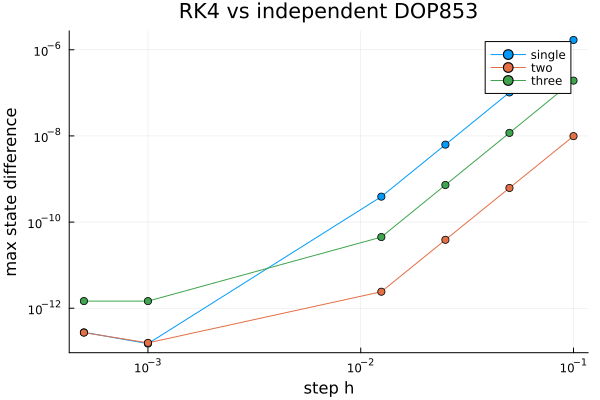 RK4 vs independent DOP853
10⁻⁶
10⁻⁸
10⁻¹⁰
10⁻¹²
max state difference
single
two
three
10⁻³
10⁻²
10⁻¹
step h